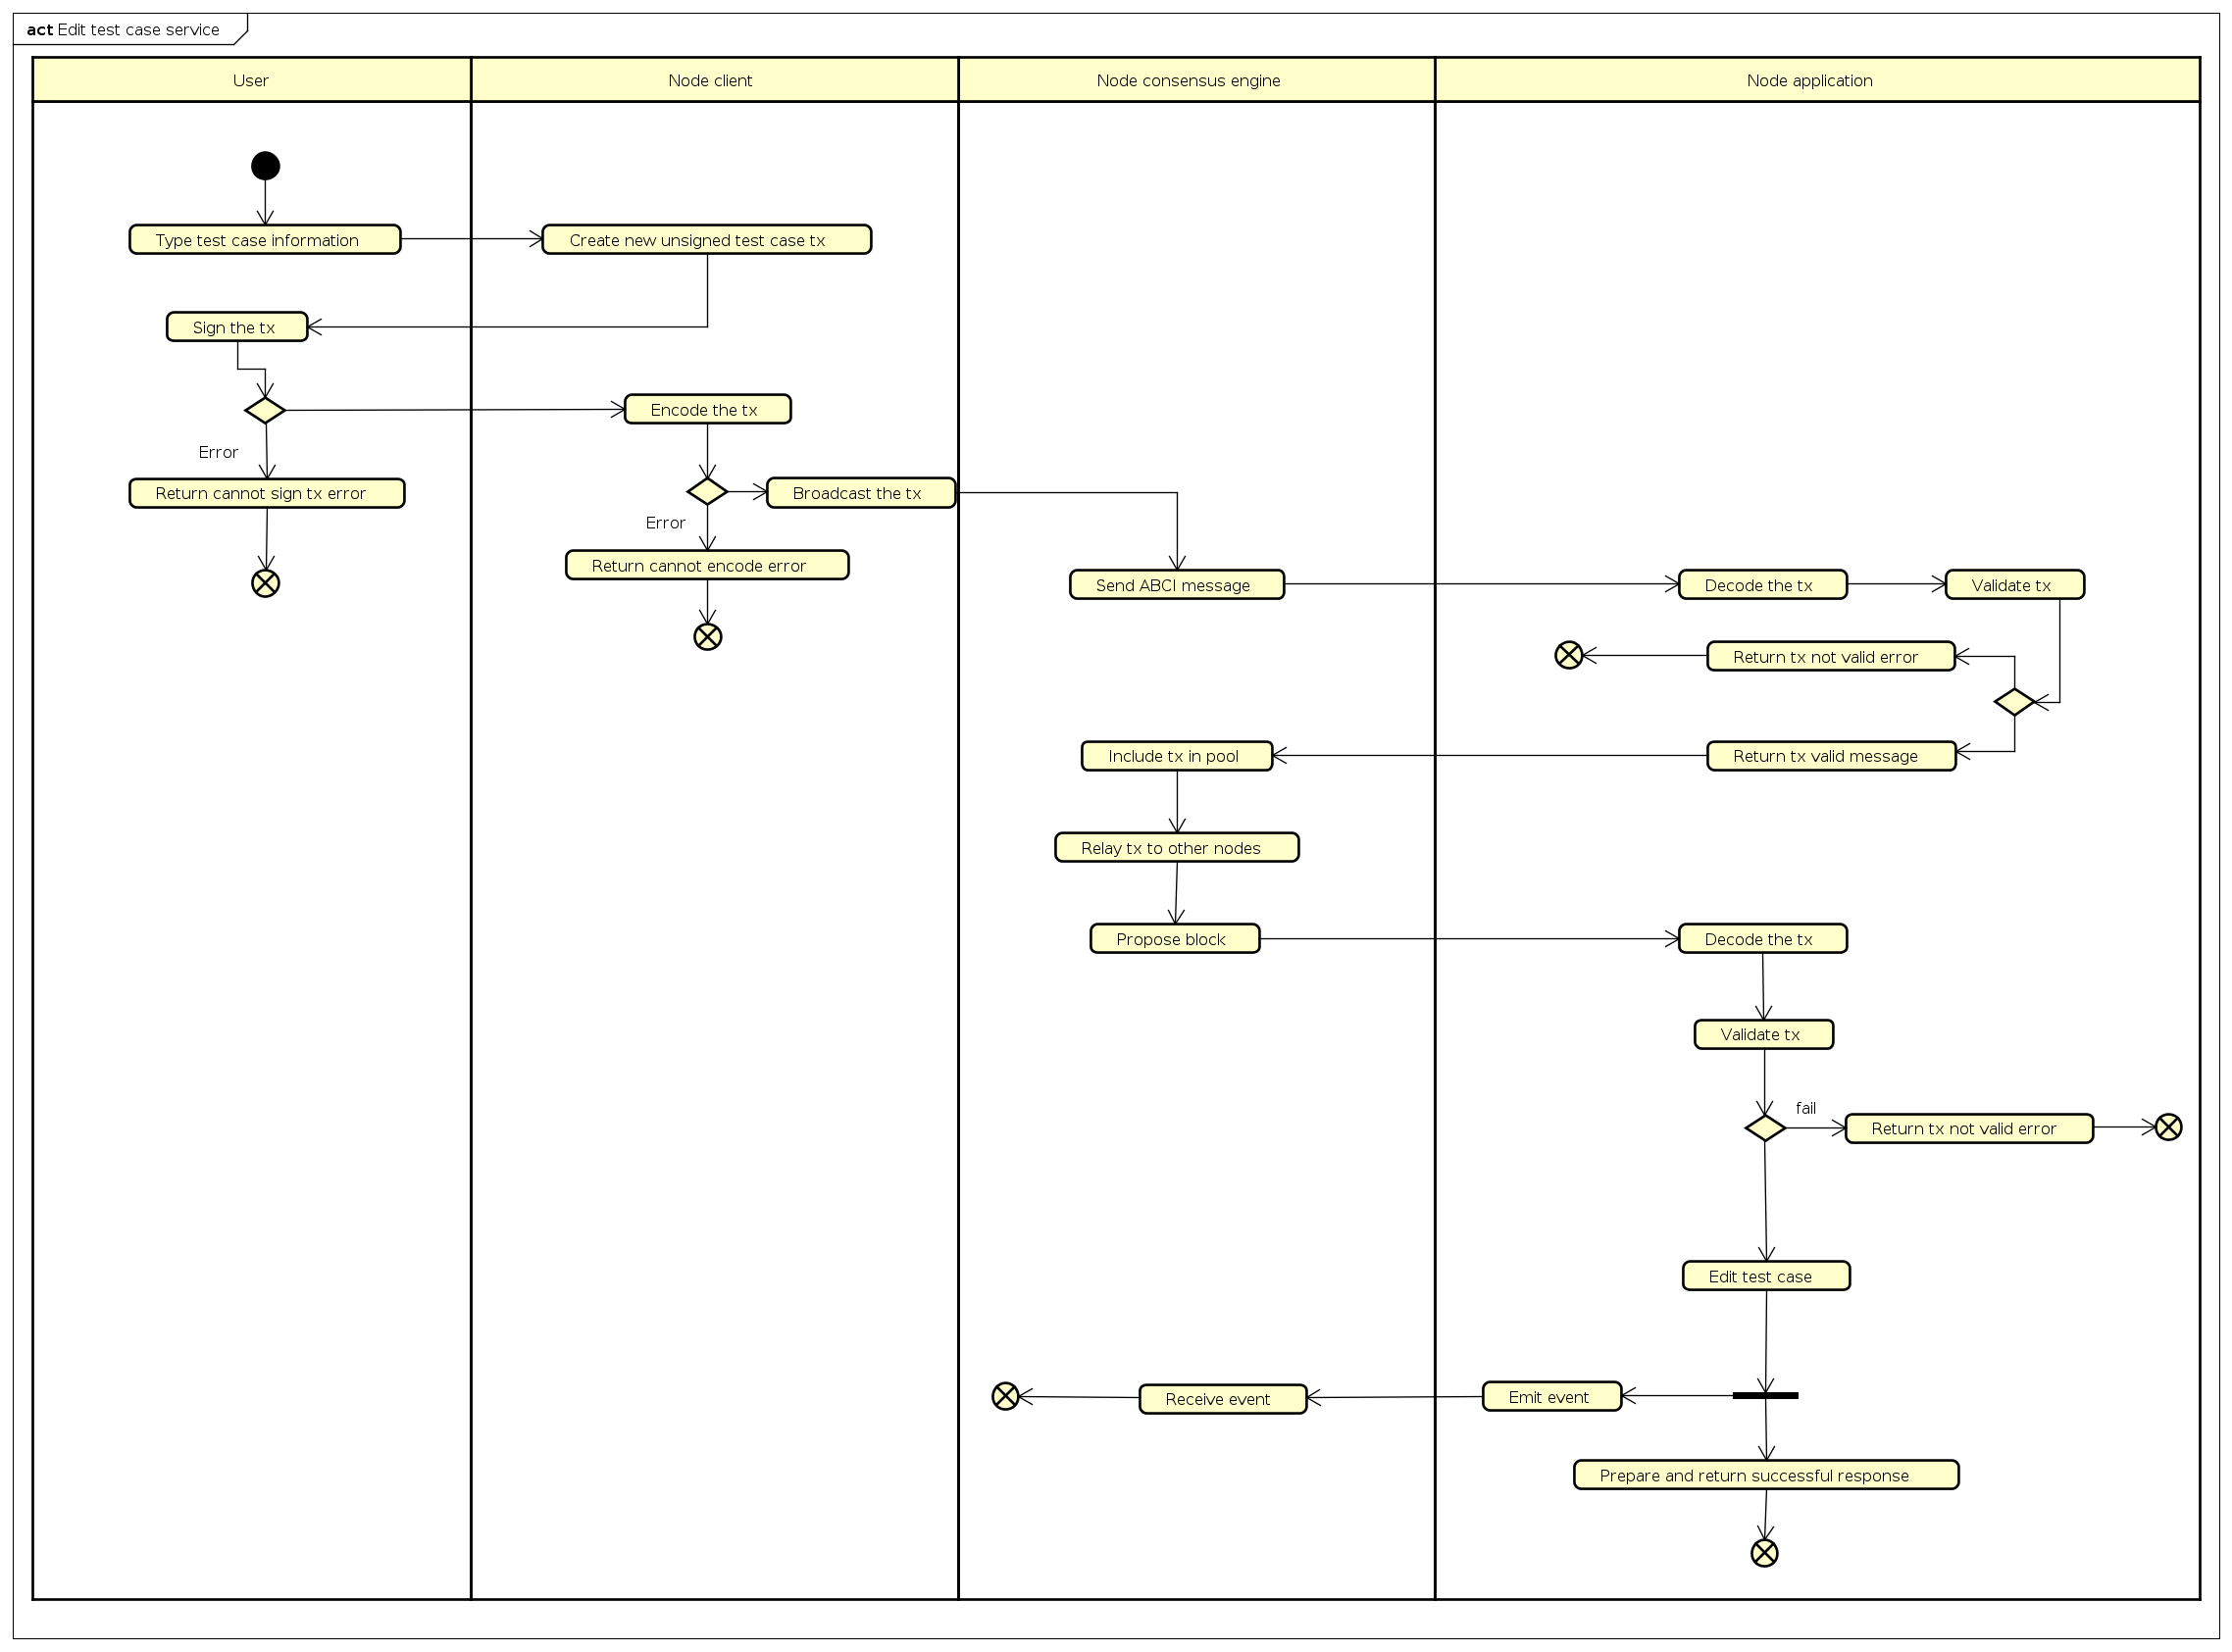 act Edit test case service
User
Node client
Node consensus engine
Node application
Type test case information
Create new unsigned test case tx
Sign the tx
Encode the tx
Error
Return cannot sign tx error
Broadcast the tx
Error
Return cannot encode error
Send ABCI message
Decode the tx
Validate tx
Return tx not valid error
Include tx in pool
Return tx valid message
Relay tx to other nodes
Propose block
Decode the tx
Validate tx
fail
Return tx not valid error
Edit test case
Receive event
Emit event
Prepare and return successful response